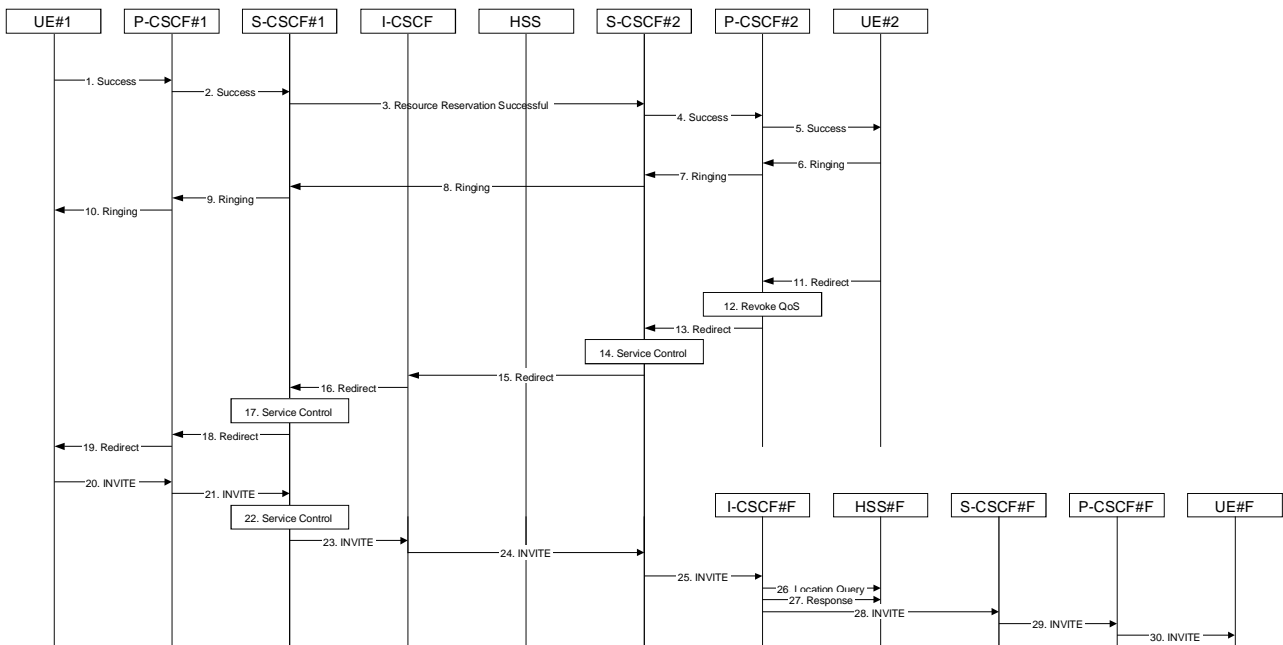 UE#1
P-CSCF#1
S-CSCF#1
I-CSCF
HSS
S-CSCF#2
P-CSCF#2
UE#2
1. Success
2. Success
3. Resource Reservation Successful
4. Success
5. Success
6. Ringing
7. Ringing
8. Ringing
9. Ringing
10. Ringing
11. Redirect
12. Revoke QoS
13. Redirect
14. Service Control
15. Redirect
16. Redirect
17. Service Control
18. Redirect
19. Redirect
20. INVITE
21. INVITE
22. Service Control
I-CSCF#F
HSS#F
S-CSCF#F
P-CSCF#F
UE#F
23. INVITE
24. INVITE
25. INVITE
26. Location Query
27. Response
28. INVITE
29. INVITE
30. INVITE